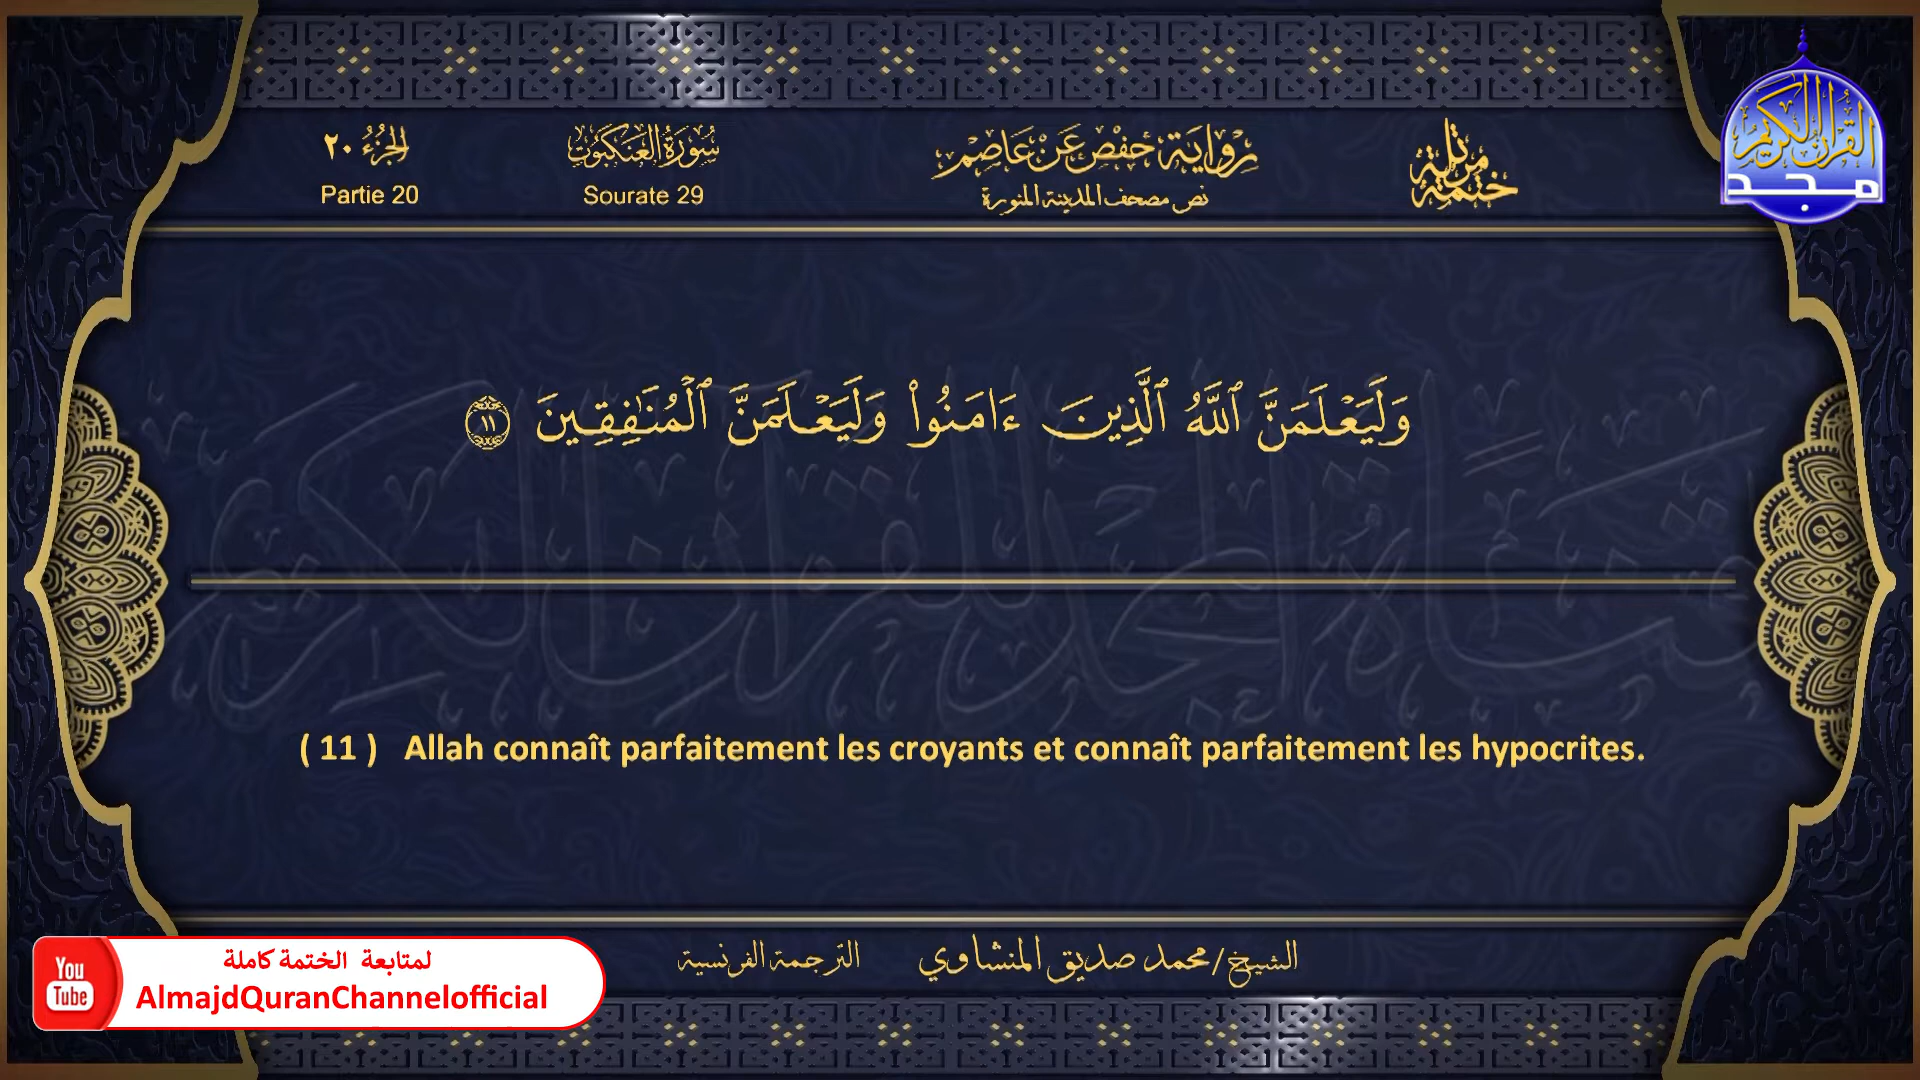 الجزء ٢٠
Partie 20
سورة العنكبوت
Sourate 29
رواية حفص عن عاصم
نص مصحف المدينة المنورة
ختمة مرتلة
القرآن الكريم
مجد
وَلَيَعْلَمَنَّ ٱللَّهُ ٱلَّذِينَ ءَامَنُوا۟ وَلَيَعْلَمَنَّ ٱلْمُنَـٰفِقِينَ ١١
( 11 ) Allah connaît parfaitement les croyants et connaît parfaitement les hypocrites.
الشيخ/محمد صديق المنشاوي
الترجمة الفرنسية
You
Tube
لمتابعة الختمة كاملة
AlmajdQuranChannelofficial